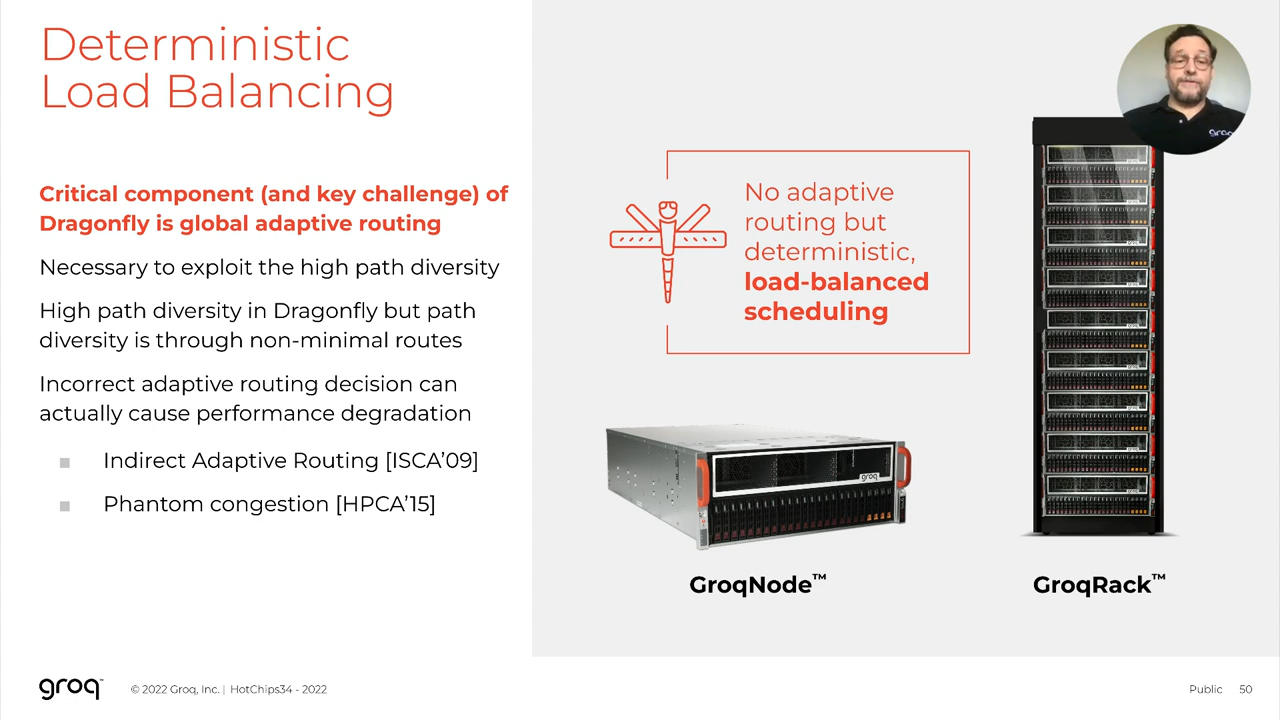 Deterministic
Load Balancing
Critical component (and key challenge) of
Dragonfly is global adaptive routing
Necessary to exploit the high path diversity
High path diversity in Dragonfly but path
diversity is through non-minimal routes
Incorrect adaptive routing decision can
actually cause performance degradation
Indirect Adaptive Routing [ISCA’09]
Phantom congestion [HPCA’15]
No adaptive
routing but
deterministic,
load-balanced
scheduling
groq
groq
GroqNode™
GroqRack™
groq™
© 2022 Groq, Inc. | HotChips34 - 2022
Public 50